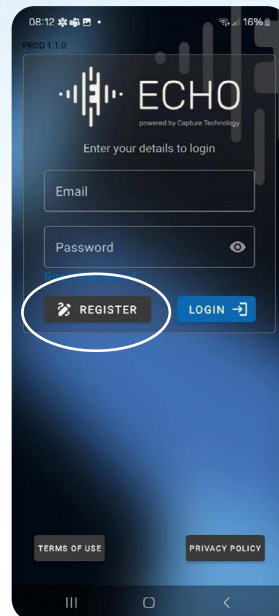 08:12
16%
PROD 1.1.0
ECHO
powered by Capture Technology
Enter your details to login
Email
Password
REGISTER LOGIN
TERMS OF USE PRIVACY POLICY